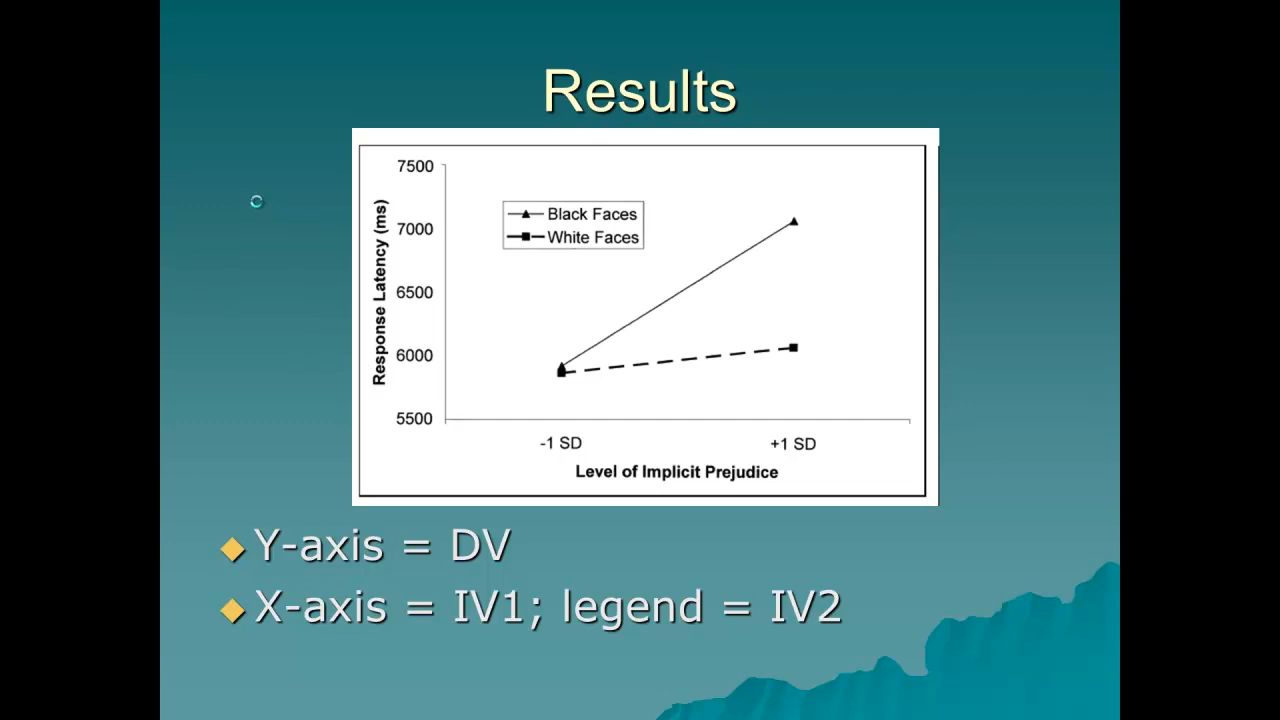 Results
7500
7000
6500
6000
5500
Response Latency (ms)
Black Faces
White Faces
-1 SD
+1 SD
Level of Implicit Prejudice
Y-axis = DV
X-axis = IV1; legend = IV2